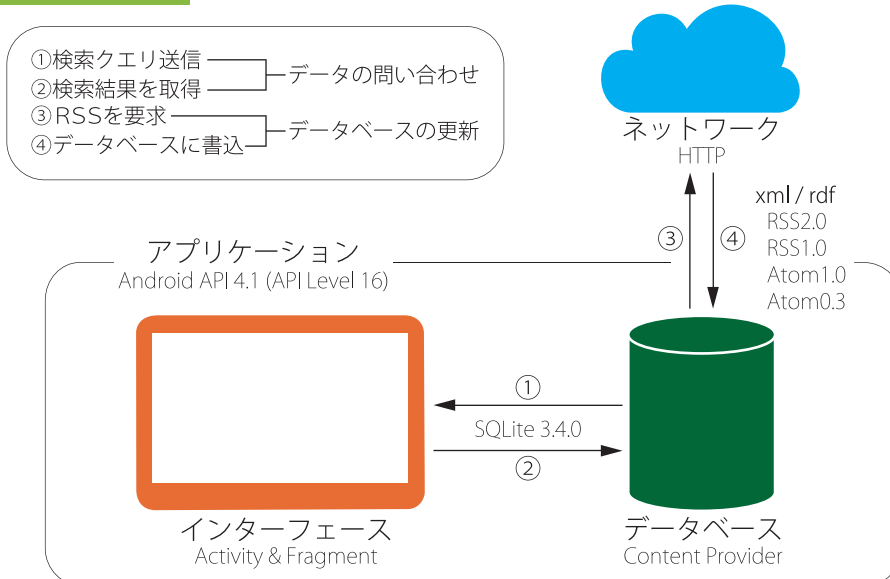 ①検索クエリ送信
②検索結果を取得
データの問い合わせ
③RSSを要求
④データベースに書込
データベースの更新
ネットワーク
HTTP
xml / rdf
RSS2.0
RSS1.0
Atom1.0
Atom0.3
③
④
アプリケーション
Android API 4.1 (API Level 16)
①
SQLite 3.4.0
②
インターフェース
Activity & Fragment
データベース
Content Provider